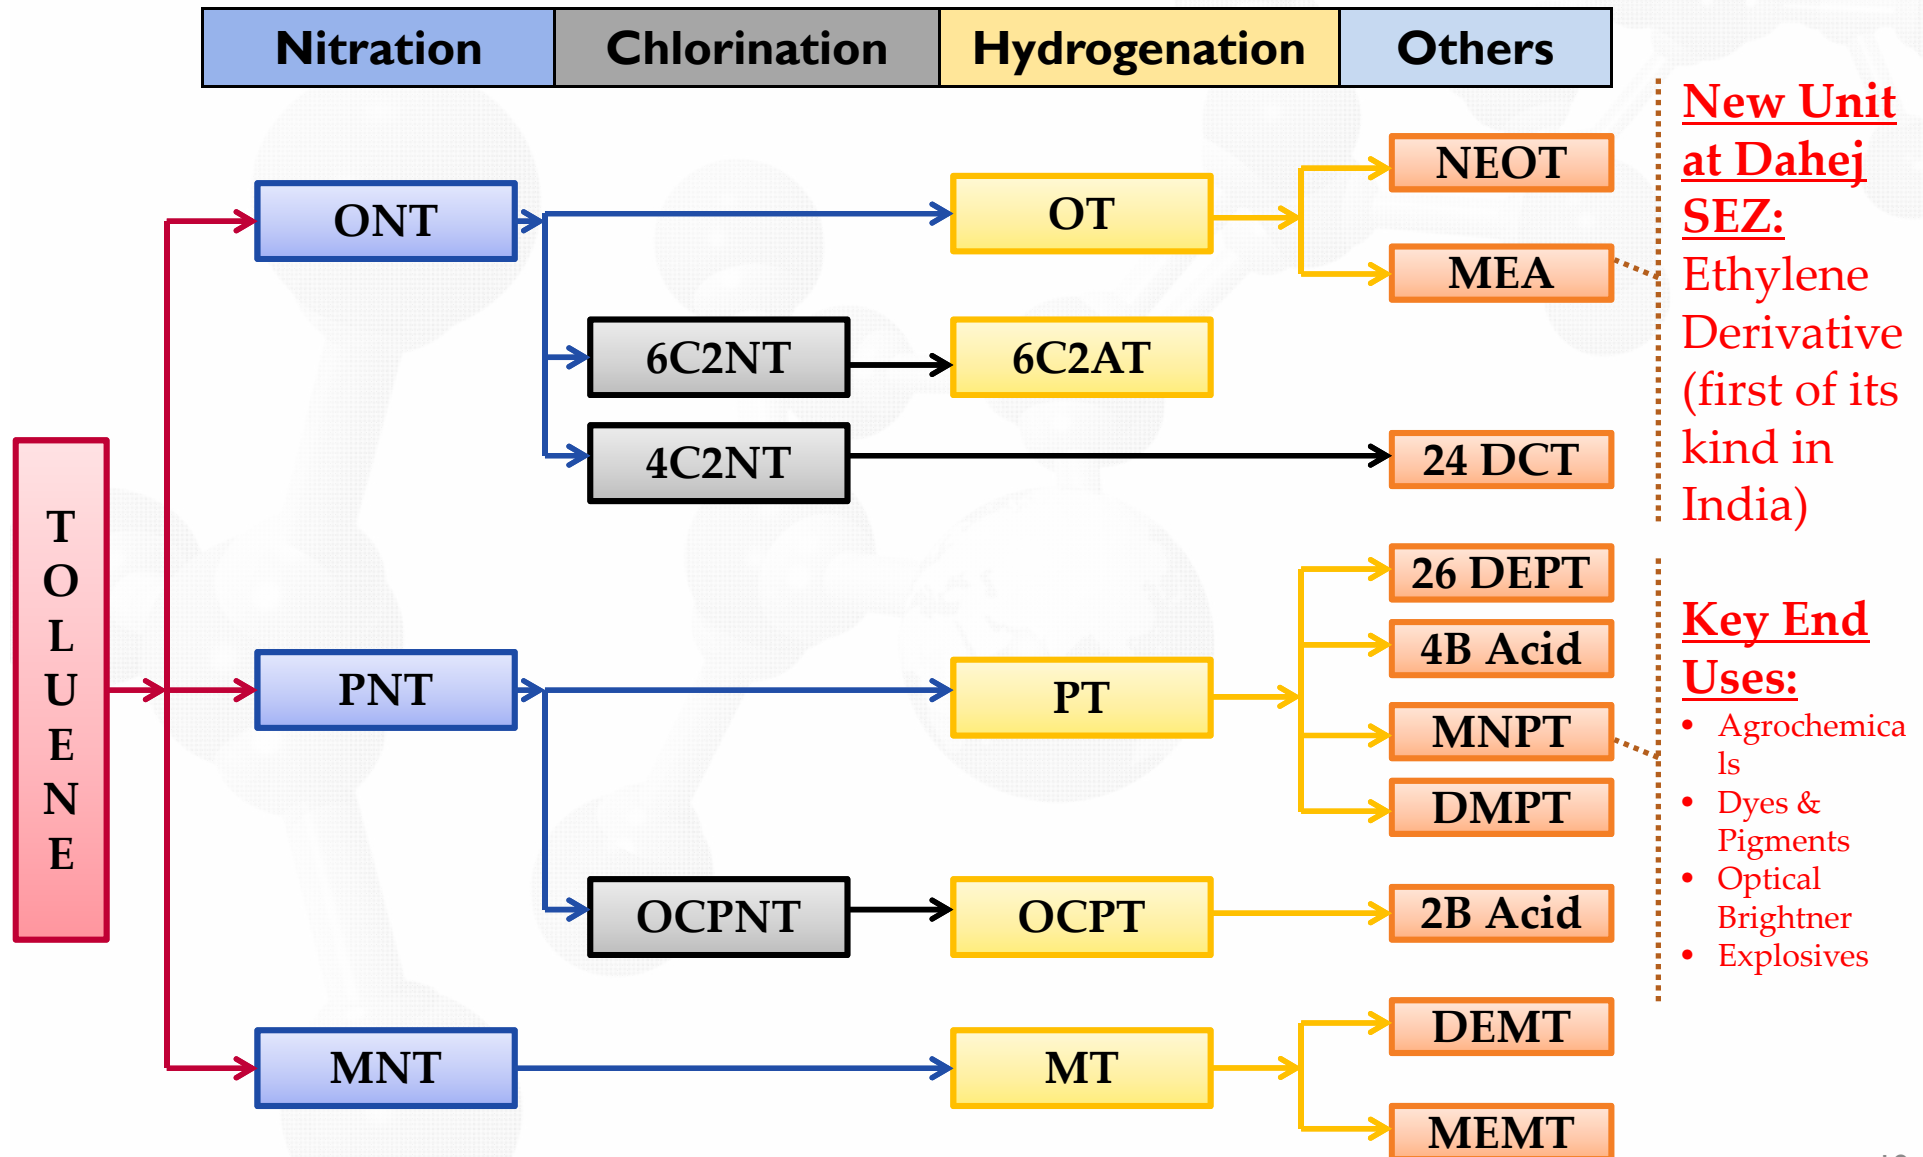 Nitration
Chlorination
Hydrogenation
Others
TOLUENE
ONT
OT
NEOT
MEA
6C2NT
6C2AT
4C2NT
24 DCT
PNT
PT
26 DEPT
4B Acid
MNPT
DMPT
OCPNT
OCPT
2B Acid
MNT
MT
DEMT
MEMT
New Unit
at Dahej
SEZ:
Ethylene
Derivative
(first of its
kind in
India)
Key End
Uses:
• Agrochemica
ls
• Dyes &
Pigments
• Optical
Brightner
• Explosives